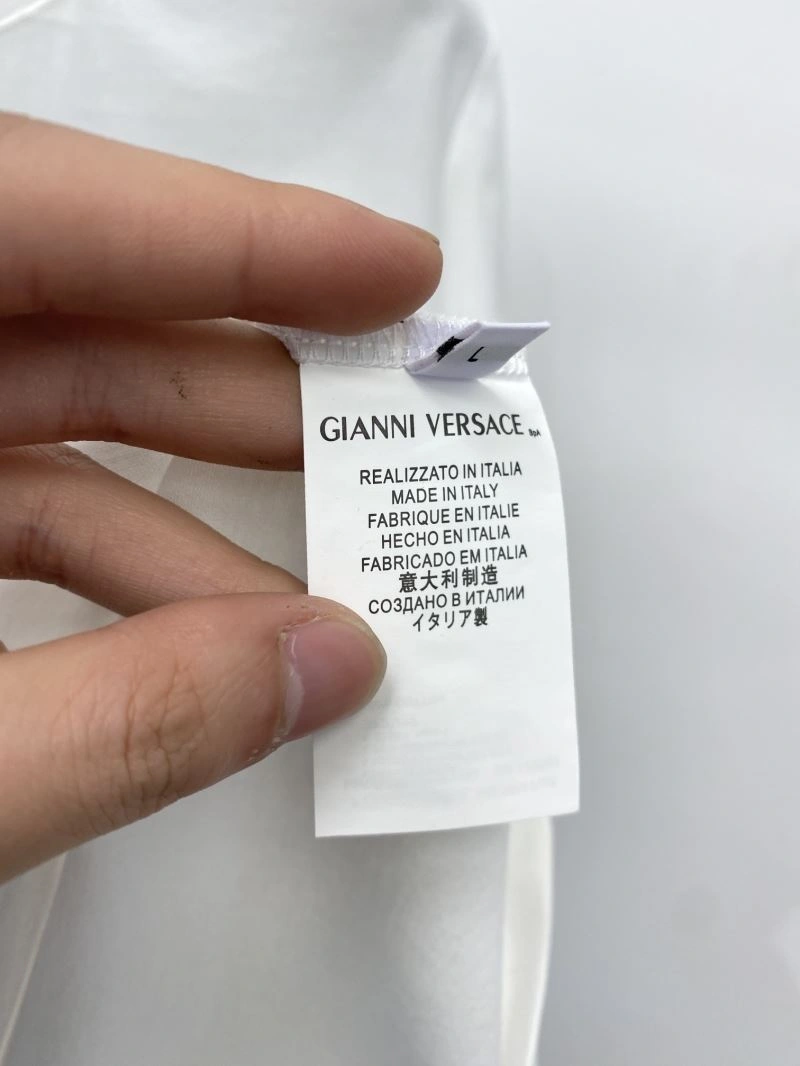 L
GIANNI VERSACE SpA
REALIZZATO IN ITALIA
MADE IN ITALY
FABRIQUE EN ITALIE
HECHO EN ITALIA
FABRICADO EM ITALIA
意大利制造
СОЗДАНО В ИТАЛИИ
イタリア製